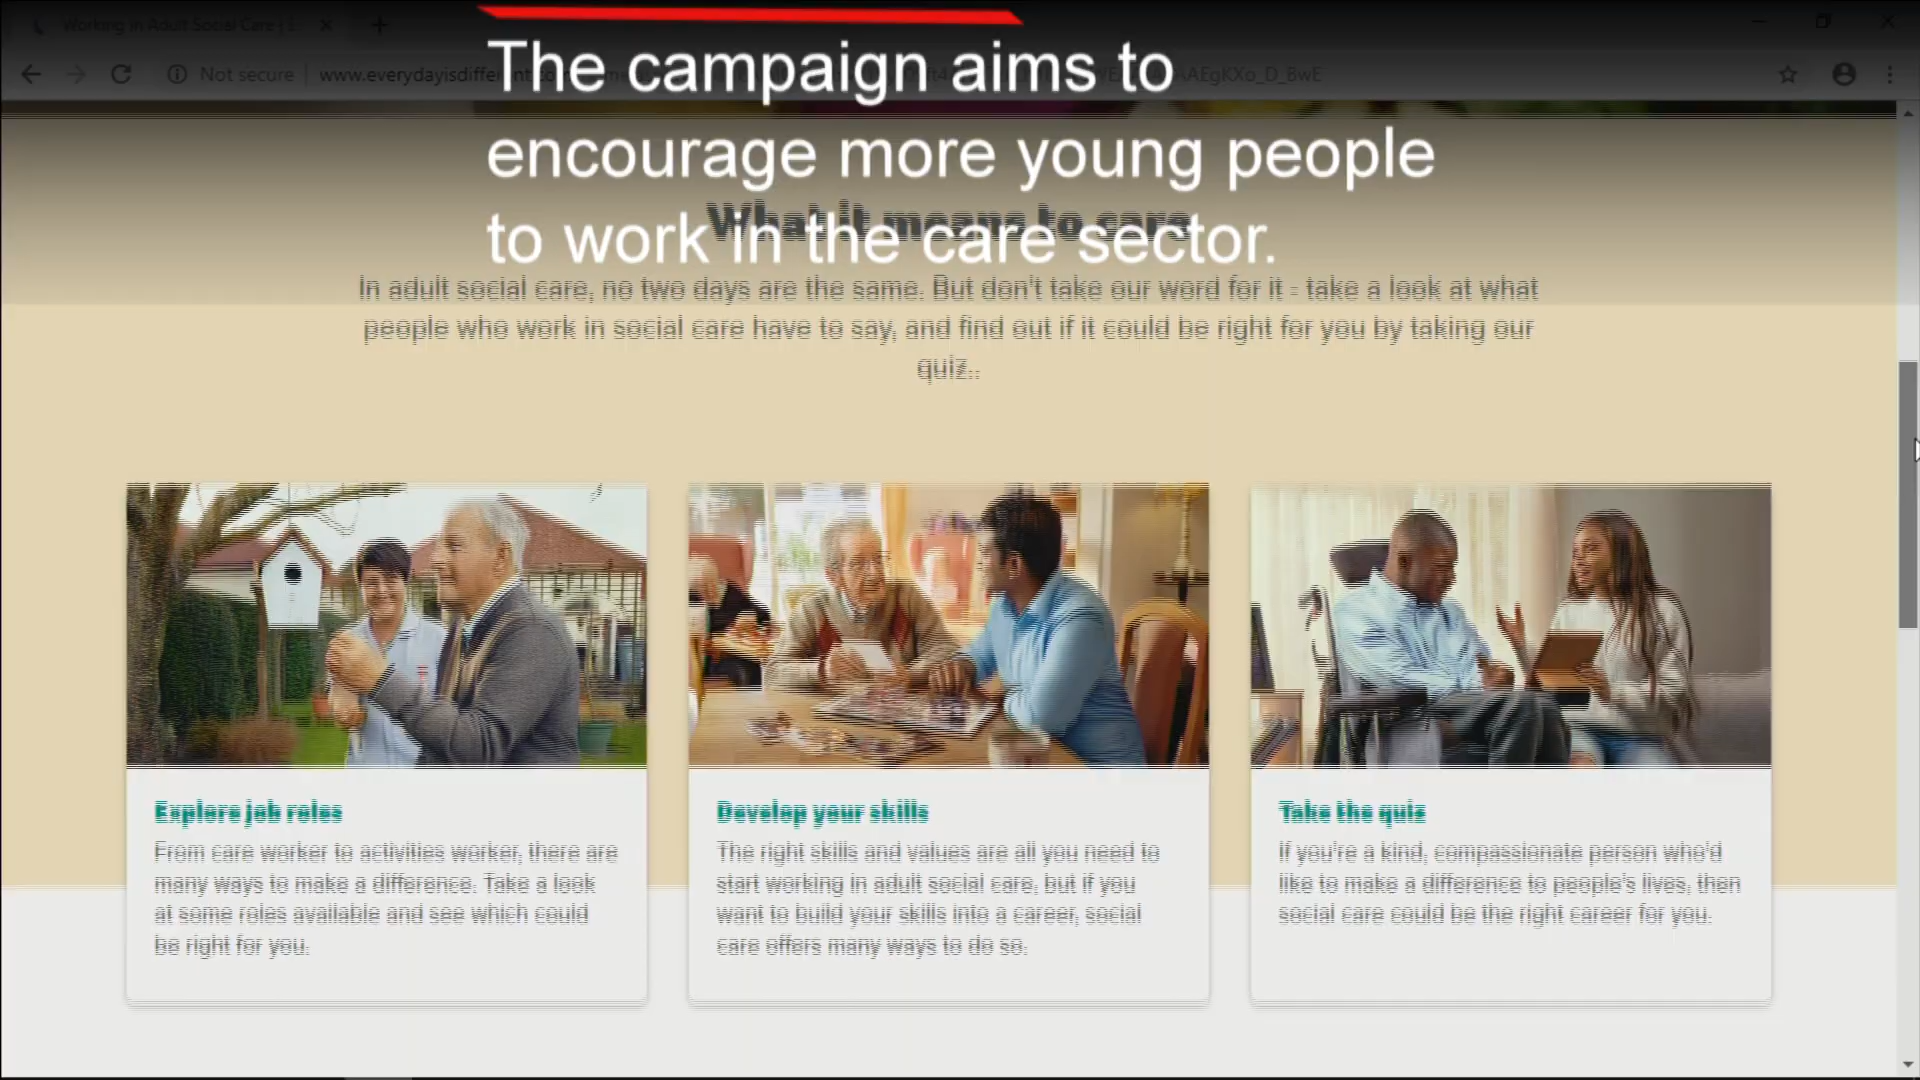 Working in Adult Social Care |
The campaign aims to
Not secure
www.everydayisdifferent.com
AEgKXo_D_BwE
encourage more young people
to work in the care sector.
What it means to care
In adult social care, no two days are the same. But don't take our word for it - take a look at what
people who work in social care have to say, and find out if it could be right for you by taking our
quiz..
Explore job roles
From care worker to activities worker, there are
many ways to make a difference. Take a look
at some roles available and see which could
be right for you.
Develop your skills
The right skills and values are all you need to
start working in adult social care, but if you
want to build your skills into a career, social
care offers many ways to do so.
Take the quiz
If you're a kind, compassionate person who'd
like to make a difference to people's lives, then
social care could be the right career for you.